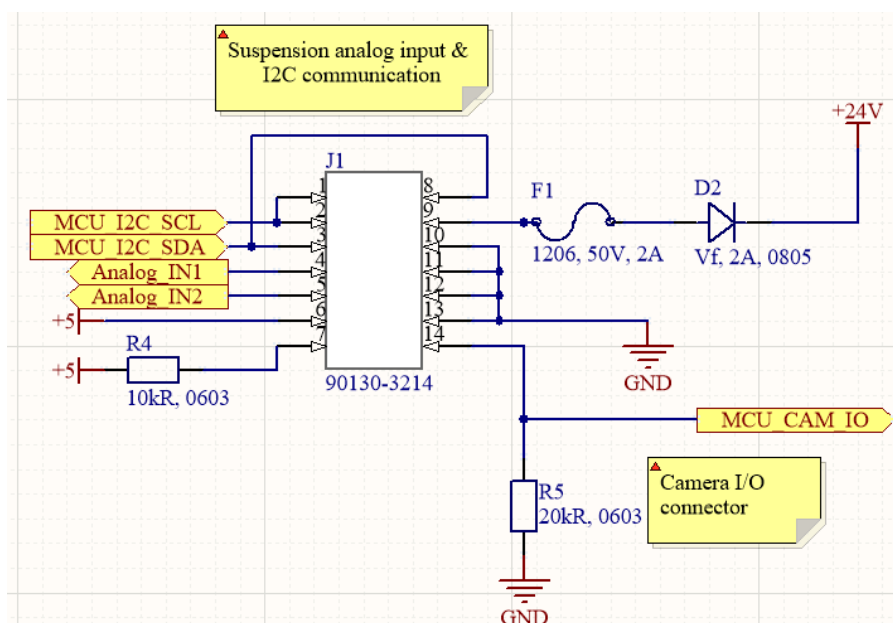 Suspension analog input &
I2C communication
+24V
J1
1
8
F1
D2
MCU_I2C_SCL
2
9
MCU_I2C_SDA
3
10
1206, 50V, 2A
Vf, 2A, 0805
Analog_IN1
4
11
Analog_IN2
5
12
+5
6
13
R4
7
14
+5
10kR, 0603
90130-3214
GND
MCU_CAM_IO
R5
20kR, 0603
Camera I/O
connector
GND